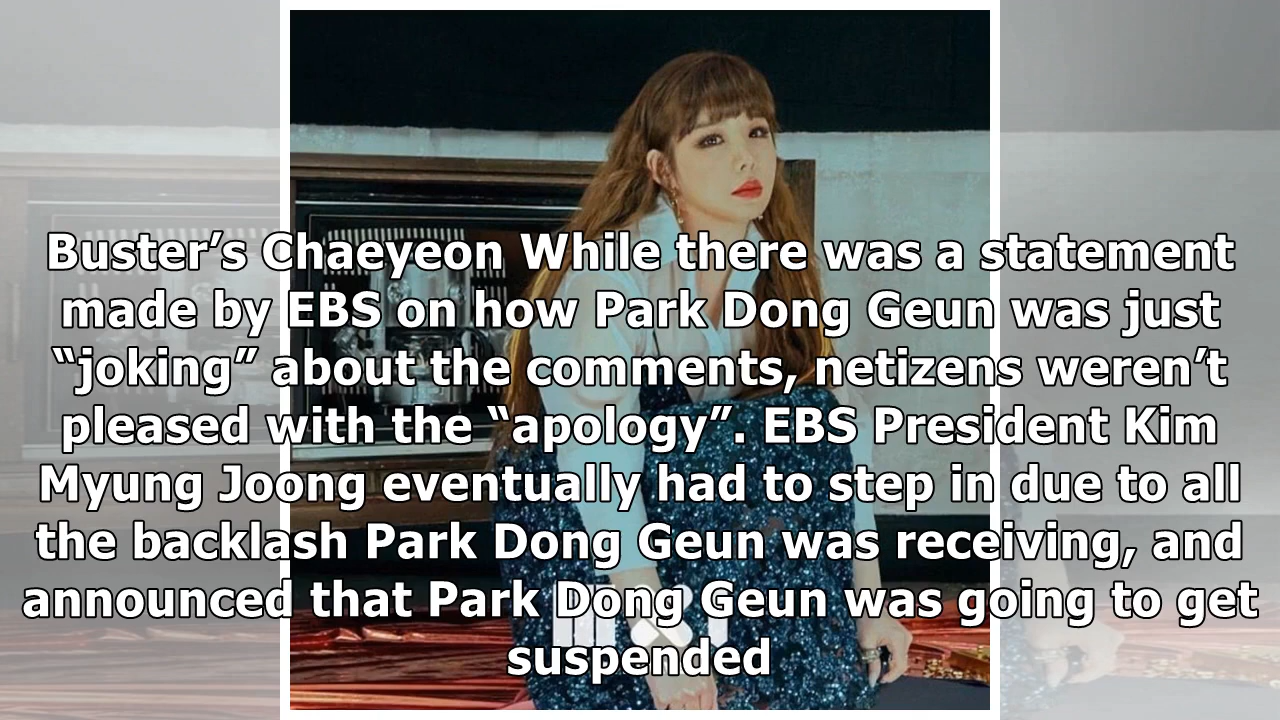 Buster’s Chaeyeon While there was a statement
made by EBS on how Park Dong Geun was just
“joking” about the comments, netizens weren’t
pleased with the “apology”. EBS President Kim
Myung Joong eventually had to step in due to all
the backlash Park Dong Geun was receiving, and
announced that Park Dong Geun was going to get
suspended